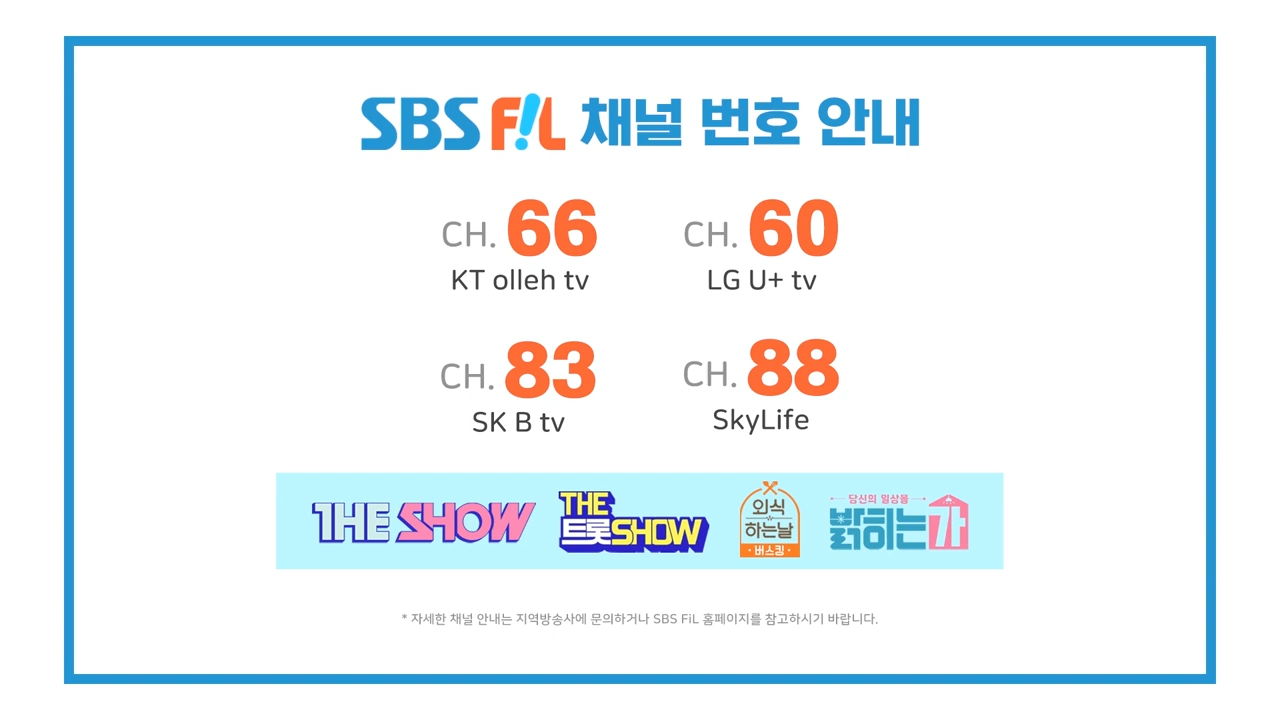 SBS FiL 채널 번호 안내
CH. 66
KT olleh tv
CH. 60
LG U+ tv
CH. 83
SK B tv
CH. 88
SkyLife
THE SHOW
THE
트롯SHOW
외식
하는날
·버스킹·
당신의 일상을
밝히는가
* 자세한 채널 안내는 지역방송사에 문의하거나 SBS FiL 홈페이지를 참고하시기 바랍니다.